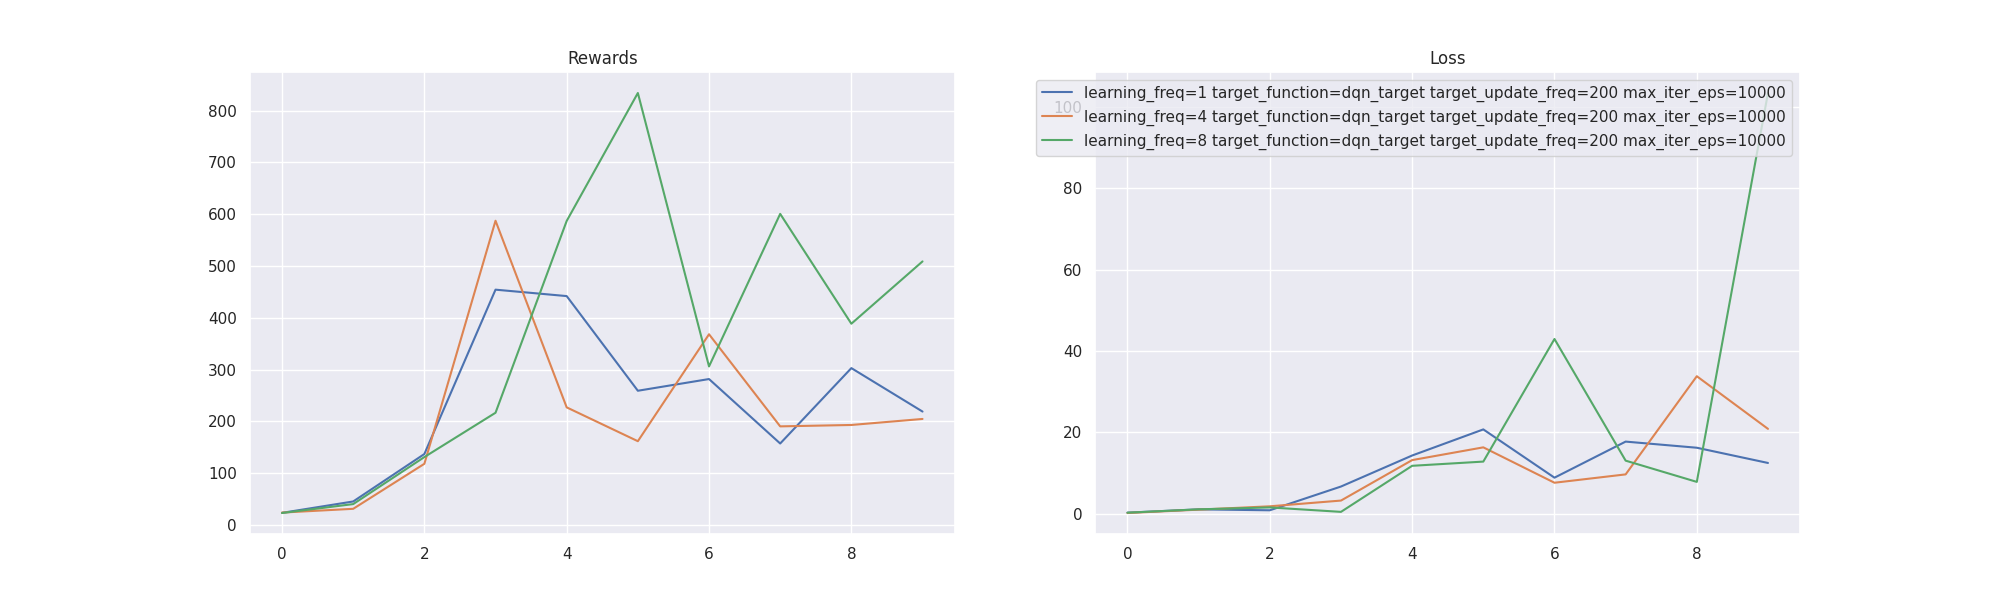 Rewards
Loss
800
700
600
500
400
300
200
100
0
0 2 4 6 8
learning_freq=1 target_function=dqn_target target_update_freq=200 max_iter_eps=10000
learning_freq=4 target_function=dqn_target target_update_freq=200 max_iter_eps=10000
learning_freq=8 target_function=dqn_target target_update_freq=200 max_iter_eps=10000
100
80
60
40
20
0
0 2 4 6 8